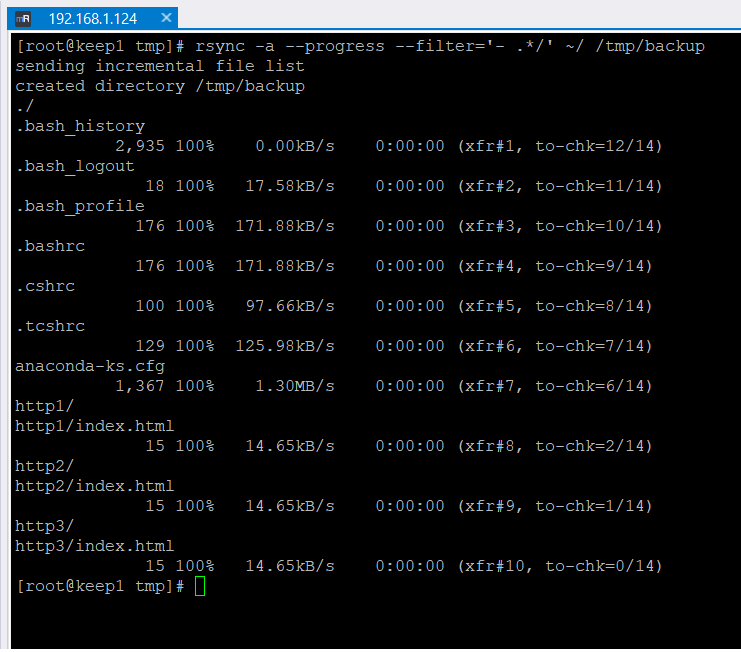 mR 192.168.1.124 ×
[root@keep1 tmp]# rsync -a --progress --filter='- .*/' ~/ /tmp/backup
sending incremental file list
created directory /tmp/backup
./
.bash_history
2,935 100% 0.00kB/s 0:00:00 (xfr#1, to-chk=12/14)
.bash_logout
18 100% 17.58kB/s 0:00:00 (xfr#2, to-chk=11/14)
.bash_profile
176 100% 171.88kB/s 0:00:00 (xfr#3, to-chk=10/14)
.bashrc
176 100% 171.88kB/s 0:00:00 (xfr#4, to-chk=9/14)
.cshrc
100 100% 97.66kB/s 0:00:00 (xfr#5, to-chk=8/14)
.tcshrc
129 100% 125.98kB/s 0:00:00 (xfr#6, to-chk=7/14)
anaconda-ks.cfg
1,367 100% 1.30MB/s 0:00:00 (xfr#7, to-chk=6/14)
http1/
http1/index.html
15 100% 14.65kB/s 0:00:00 (xfr#8, to-chk=2/14)
http2/
http2/index.html
15 100% 14.65kB/s 0:00:00 (xfr#9, to-chk=1/14)
http3/
http3/index.html
15 100% 14.65kB/s 0:00:00 (xfr#10, to-chk=0/14)
[root@keep1 tmp]#